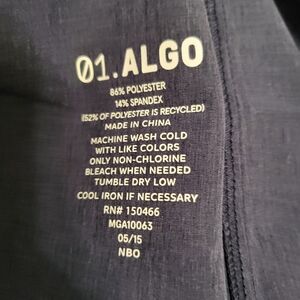 01.ALGO
86% POLYESTER
14% SPANDEX
(52% OF POLYESTER IS RECYCLED)
MADE IN CHINA
MACHINE WASH COLD
WITH LIKE COLORS
ONLY NON-CHLORINE
BLEACH WHEN NEEDED
TUMBLE DRY LOW
COOL IRON IF NECESSARY
RN# 150466
MGA10063
05/15
NBO